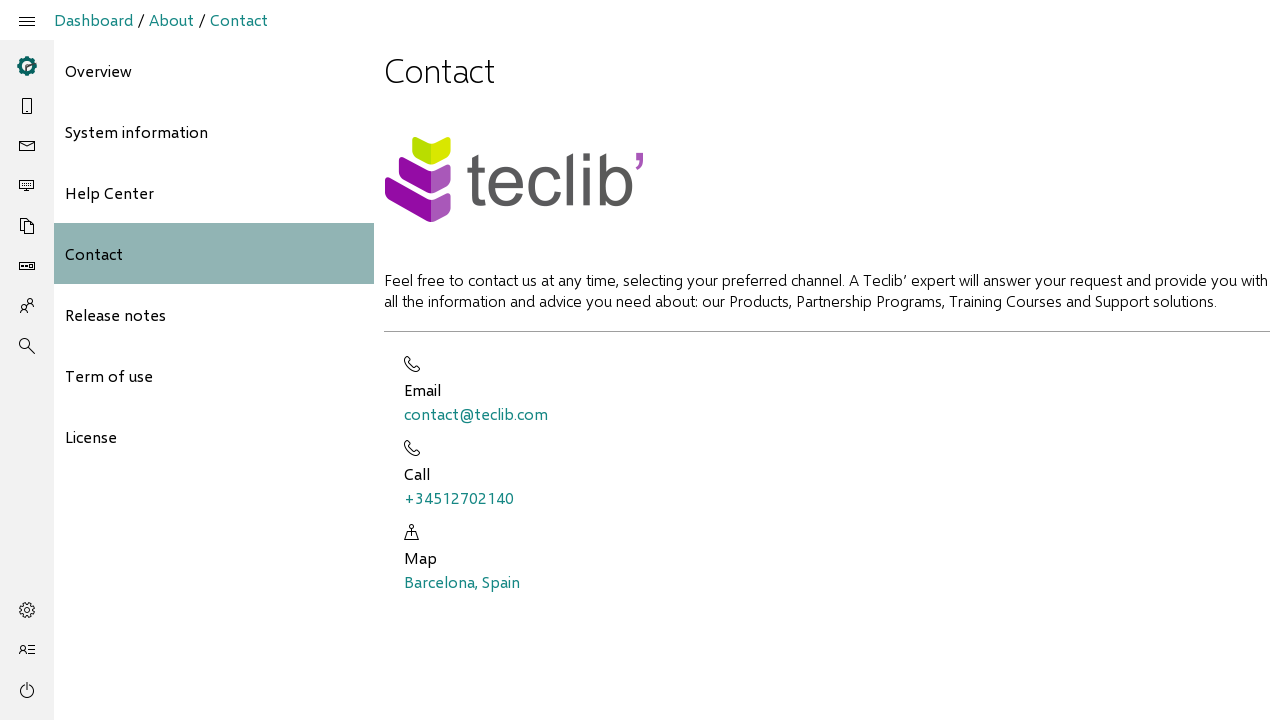 Dashboard / About / Contact
Overview
System information
Help Center
Contact
Release notes
Term of use
License
Contact
teclib'
Feel free to contact us at any time, selecting your preferred channel. A Teclib’ expert will answer your request and provide you with
all the information and advice you need about: our Products, Partnership Programs, Training Courses and Support solutions.
Email
contact@teclib.com
Call
+34512702140
Map
Barcelona, Spain